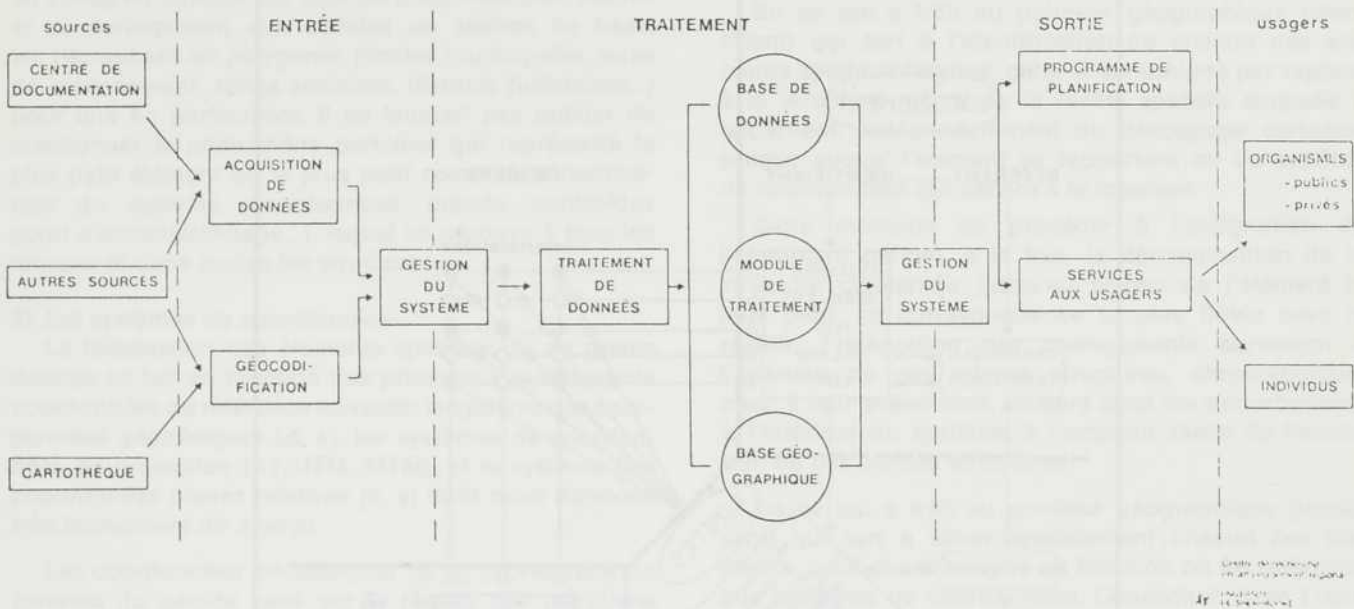 sources ENTRÉE TRAITEMENT SORTIE usagers
CENTRE DE
DOCUMENTATION
AUTRES SOURCES
CARTOTHÈQUE
ACQUISITION
DE
DONNÉES
GÉOCODI-
FICATION
GESTION
DU
SYSTÈME
TRAITEMENT
DE
DONNÉES
BASE DE
DONNÉES
MODULE
DE
TRAITEMENT
BASE GÉO-
GRAPHIQUE
GESTION
DU
SYSTÈME
PROGRAMME DE
PLANIFICATION
SERVICES
AUX USAGERS
ORGANISMES
- publics
- privés
INDIVIDUS